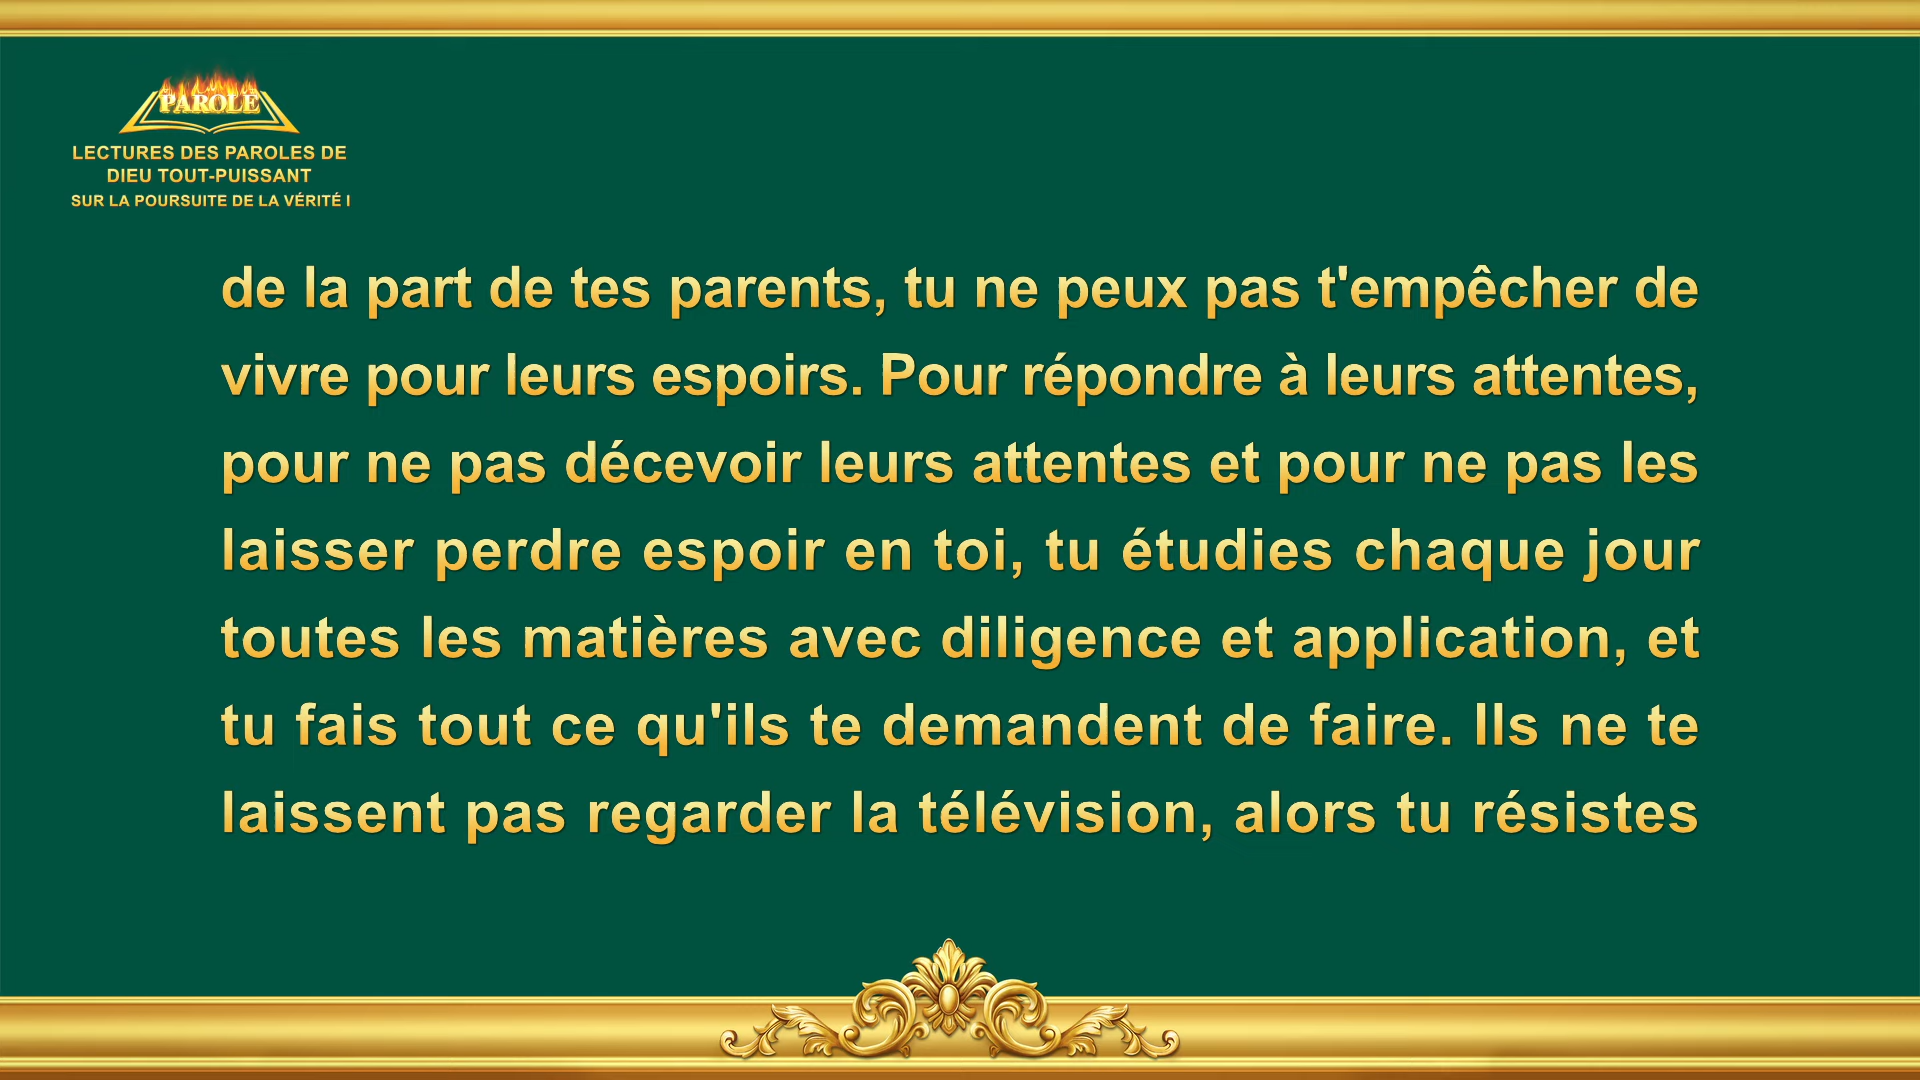 PAROLE
LECTURES DES PAROLES DE
DIEU TOUT-PUISSANT
SUR LA POURSUITE DE LA VÉRITÉ I
de la part de tes parents, tu ne peux pas t'empêcher de
vivre pour leurs espoirs. Pour répondre à leurs attentes,
pour ne pas décevoir leurs attentes et pour ne pas les
laisser perdre espoir en toi, tu étudies chaque jour
toutes les matières avec diligence et application, et
tu fais tout ce qu'ils te demandent de faire. Ils ne te
laissent pas regarder la télévision, alors tu résistes